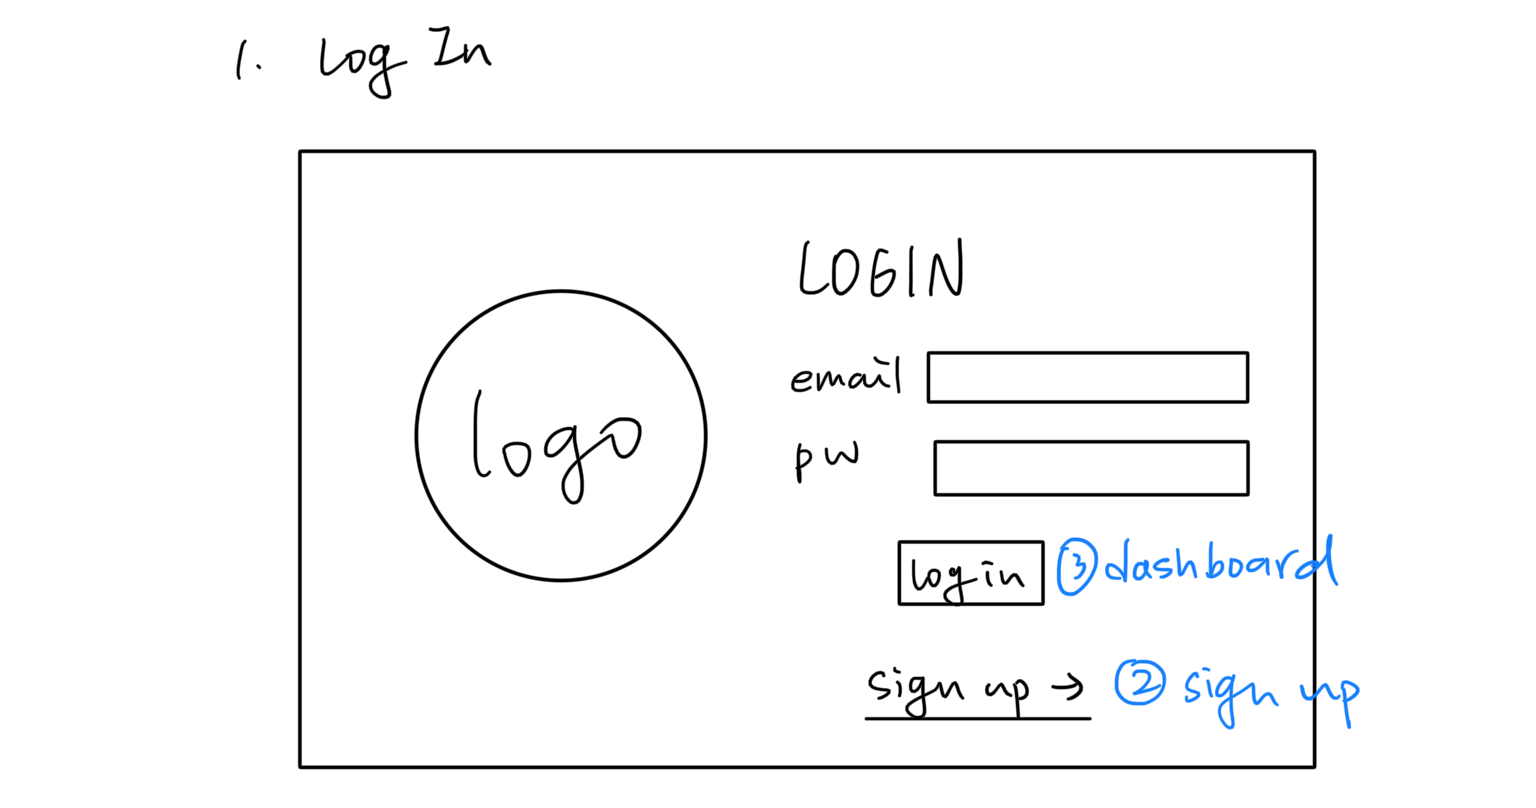 1. Log In
LOGIN
logo
email
pw
log in ③ dashboard
sign up → ② sign up